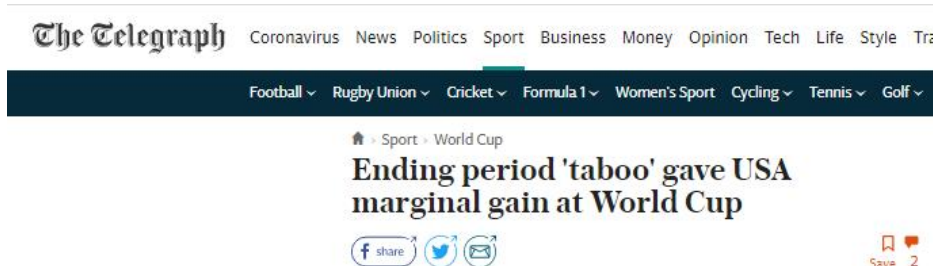 The Telegraph Coronavirus News Politics Sport Business Money Opinion Tech Life Style
Football Rugby Union Cricket Formula 1 Women's Sport Cycling Tennis Golf
Sport > World Cup
Ending period 'taboo' gave USA
marginal gain at World Cup
f share
Save 2